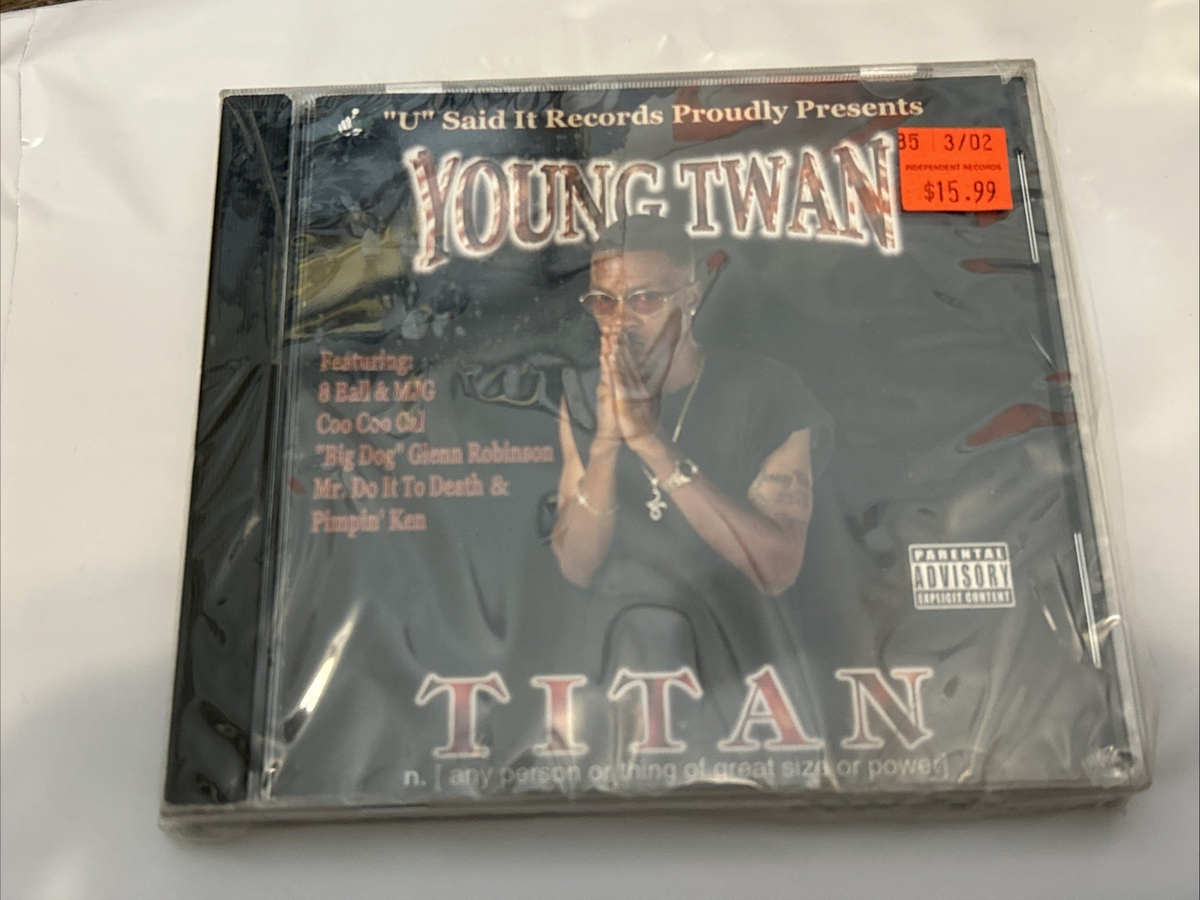 "U" Said It Records Proudly Presents
YOUNG TWAN
35 3/02
INDEPENDENT RECORDS
$15.99
Featuring:
8 Ball & MJG
Coo Coo Cal
"Big Dog" Glenn Robinson
Mr. Do It To Death &
Pimpin' Ken
PARENTAL
ADVISORY
EXPLICIT CONTENT
TITAN
n. [ any person or thing of great size or power]